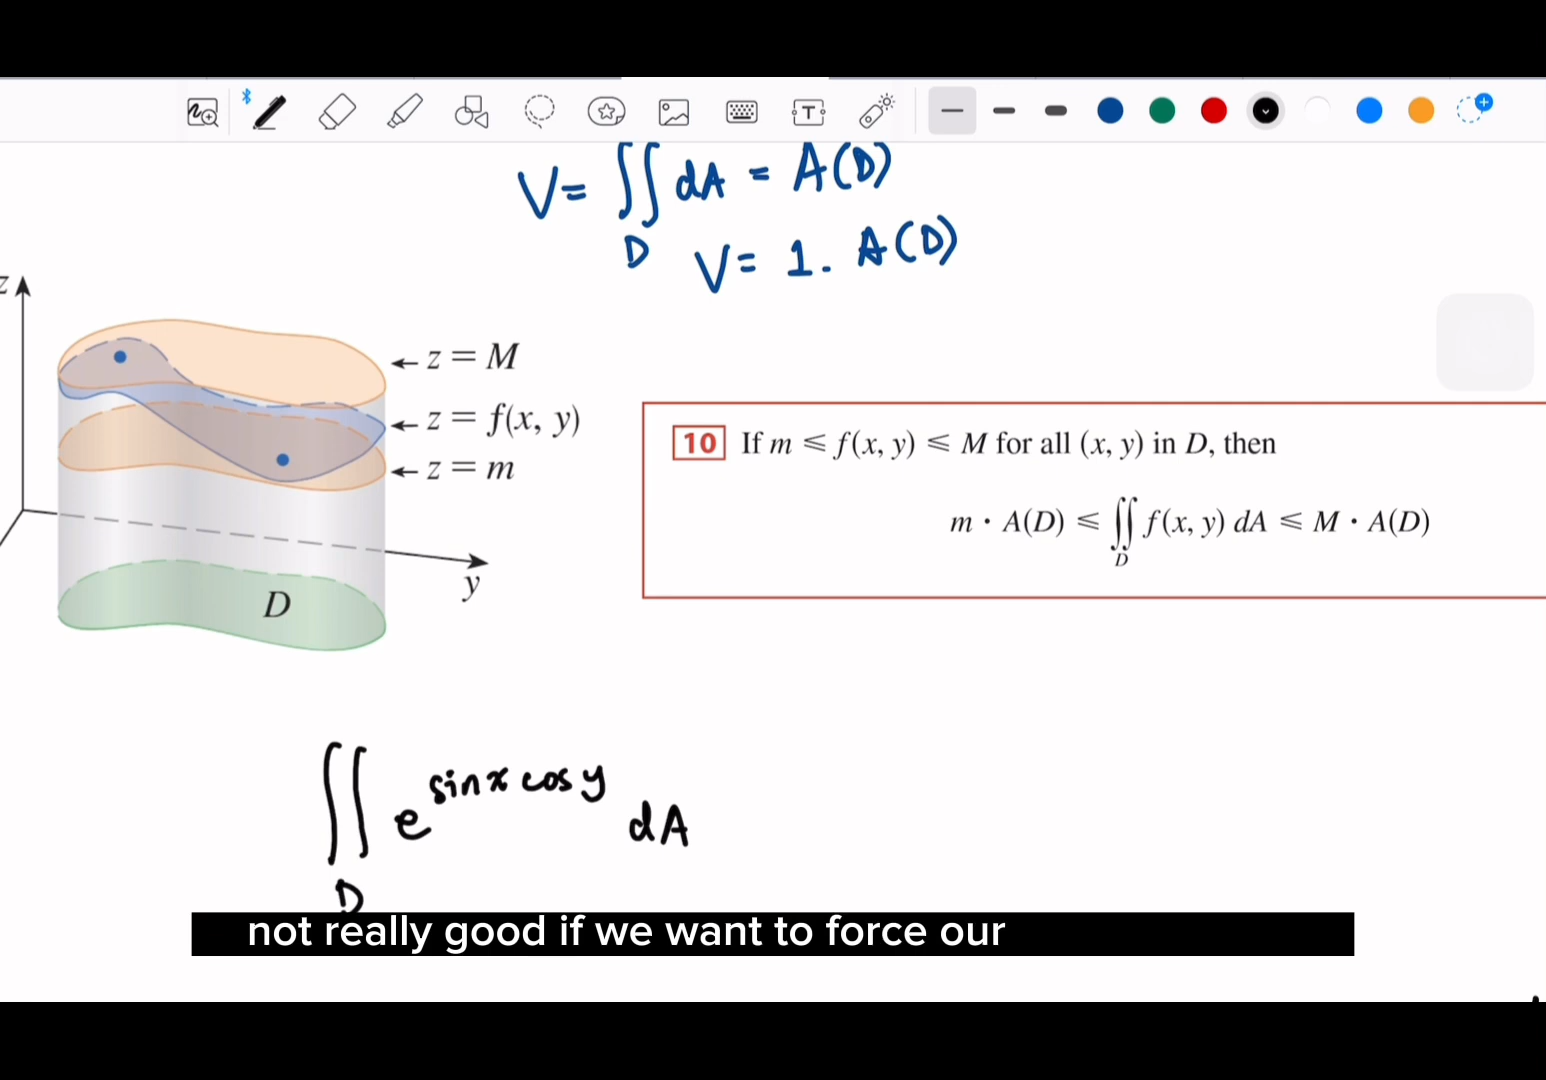 V = ∬ dA = A(D)
D
V = 1. A(D)
z
z = M
z = f(x, y)
z = m
y
D
10 If m ⩽ f(x, y) ⩽ M for all (x, y) in D, then
m · A(D) ⩽ ∬ f(x, y) dA ⩽ M · A(D)
D
∬ e^sin x cos y dA
D
not really good if we want to force our